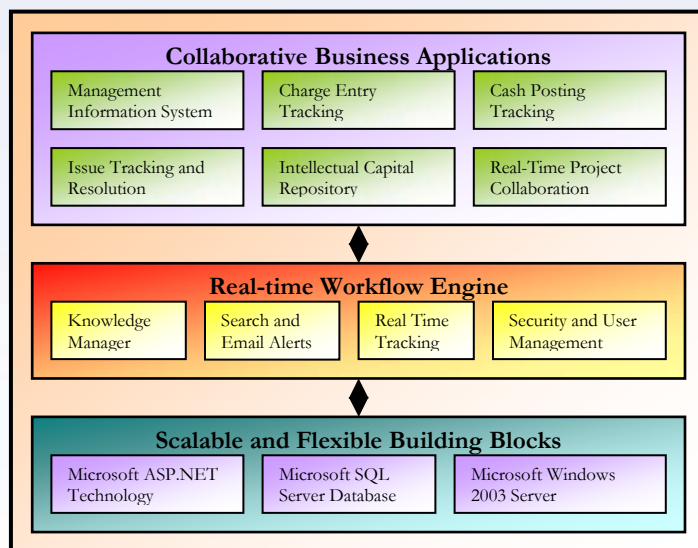 Collaborative Business Applications
Management
Information System
Charge Entry
Tracking
Cash Posting
Tracking
Issue Tracking and
Resolution
Intellectual Capital
Repository
Real-Time Project
Collaboration
Real-time Workflow Engine
Knowledge
Manager
Search and
Email Alerts
Real Time
Tracking
Security and User
Management
Scalable and Flexible Building Blocks
Microsoft ASP.NET
Technology
Microsoft SQL
Server Database
Microsoft Windows
2003 Server